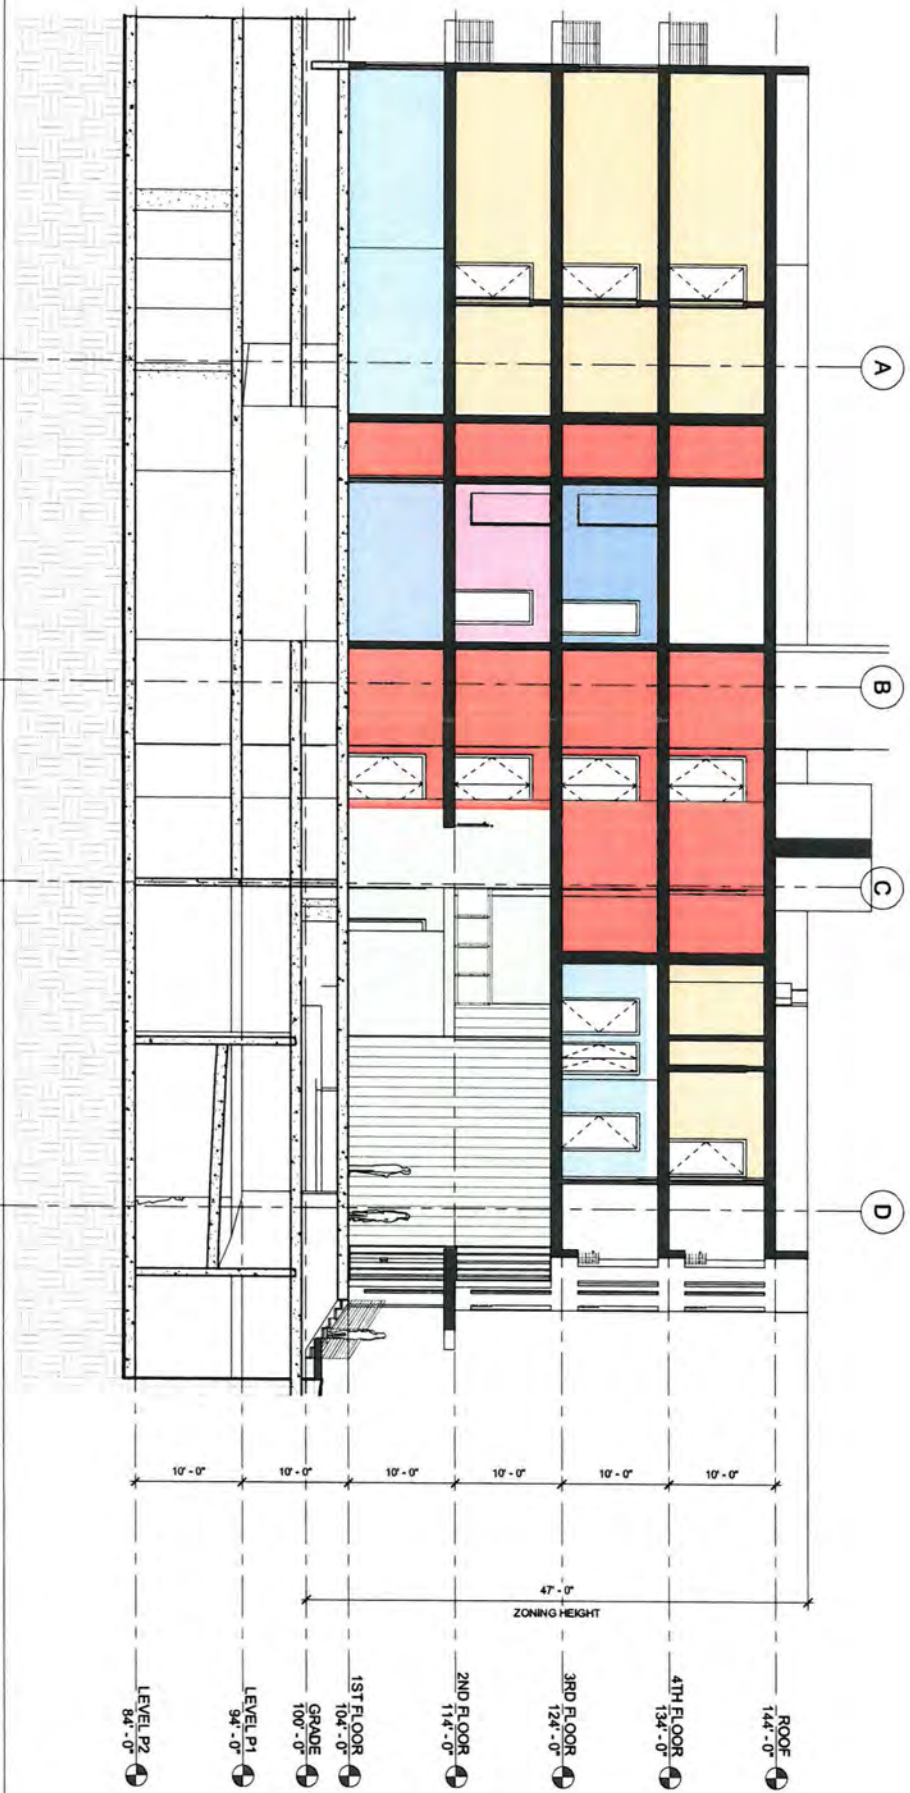 A
B
C
D
10' - 0"
10' - 0"
10' - 0"
10' - 0"
10' - 0"
10' - 0"
47' - 0"
ZONING HEIGHT
ROOF
144' - 0"
4TH FLOOR
134' - 0"
3RD FLOOR
124' - 0"
2ND FLOOR
114' - 0"
1ST FLOOR
104' - 0"
GRADE
100' - 0"
LEVEL P1
94' - 0"
LEVEL P2
84' - 0"